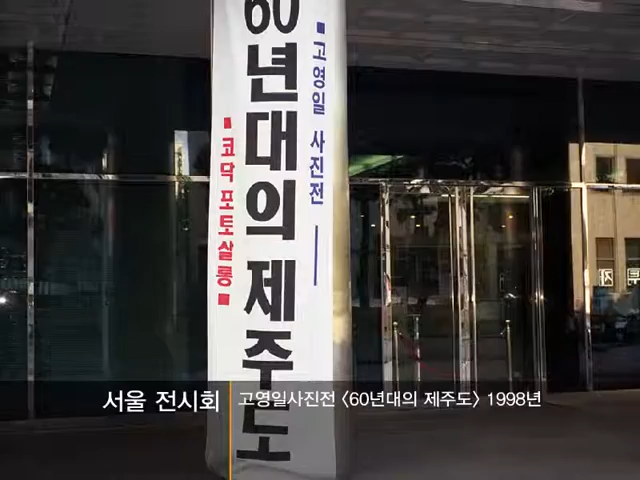 ■ 고영일 사진전
60년대의 제주도
■ 코닥포토살롱 ■
서울 전시회
고영일사진전 〈60년대의 제주도〉 1998년